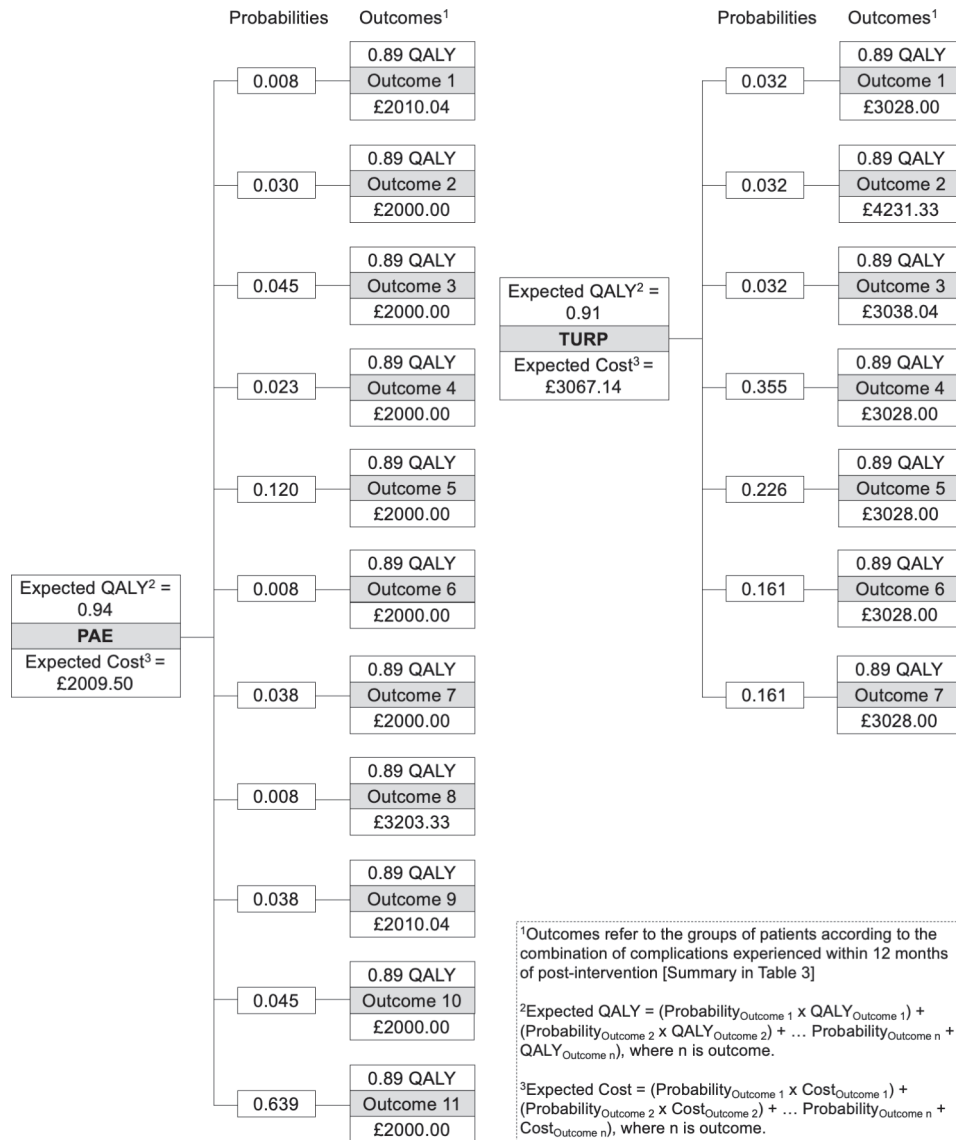 Probabilities
Outcomes¹
0.008
0.89 QALY
Outcome 1
£2010.04
0.030
0.89 QALY
Outcome 2
£2000.00
0.045
0.89 QALY
Outcome 3
£2000.00
0.023
0.89 QALY
Outcome 4
£2000.00
0.120
0.89 QALY
Outcome 5
£2000.00
Expected QALY² =
0.94
PAE
Expected Cost³ =
£2009.50
0.008
0.89 QALY
Outcome 6
£2000.00
0.038
0.89 QALY
Outcome 7
£2000.00
0.008
0.89 QALY
Outcome 8
£3203.33
0.038
0.89 QALY
Outcome 9
£2010.04
0.045
0.89 QALY
Outcome 10
£2000.00
0.639
0.89 QALY
Outcome 11
£2000.00
Probabilities
Outcomes¹
0.032
0.89 QALY
Outcome 1
£3028.00
0.032
0.89 QALY
Outcome 2
£4231.33
Expected QALY² =
0.91
TURP
Expected Cost³ =
£3067.14
0.032
0.89 QALY
Outcome 3
£3038.04
0.355
0.89 QALY
Outcome 4
£3028.00
0.226
0.89 QALY
Outcome 5
£3028.00
0.161
0.89 QALY
Outcome 6
£3028.00
0.161
0.89 QALY
Outcome 7
£3028.00
¹Outcomes refer to the groups of patients according to the
combination of complications experienced within 12 months
of post-intervention [Summary in Table 3]
²Expected QALY = (Probability Outcome 1 x QALY Outcome 1) +
(Probability Outcome 2 x QALY Outcome 2) + … Probability Outcome n +
QALY Outcome n), where n is outcome.
³Expected Cost = (Probability Outcome 1 x Cost Outcome 1) +
(Probability Outcome 2 x Cost Outcome 2) + … Probability Outcome n +
Cost Outcome n), where n is outcome.